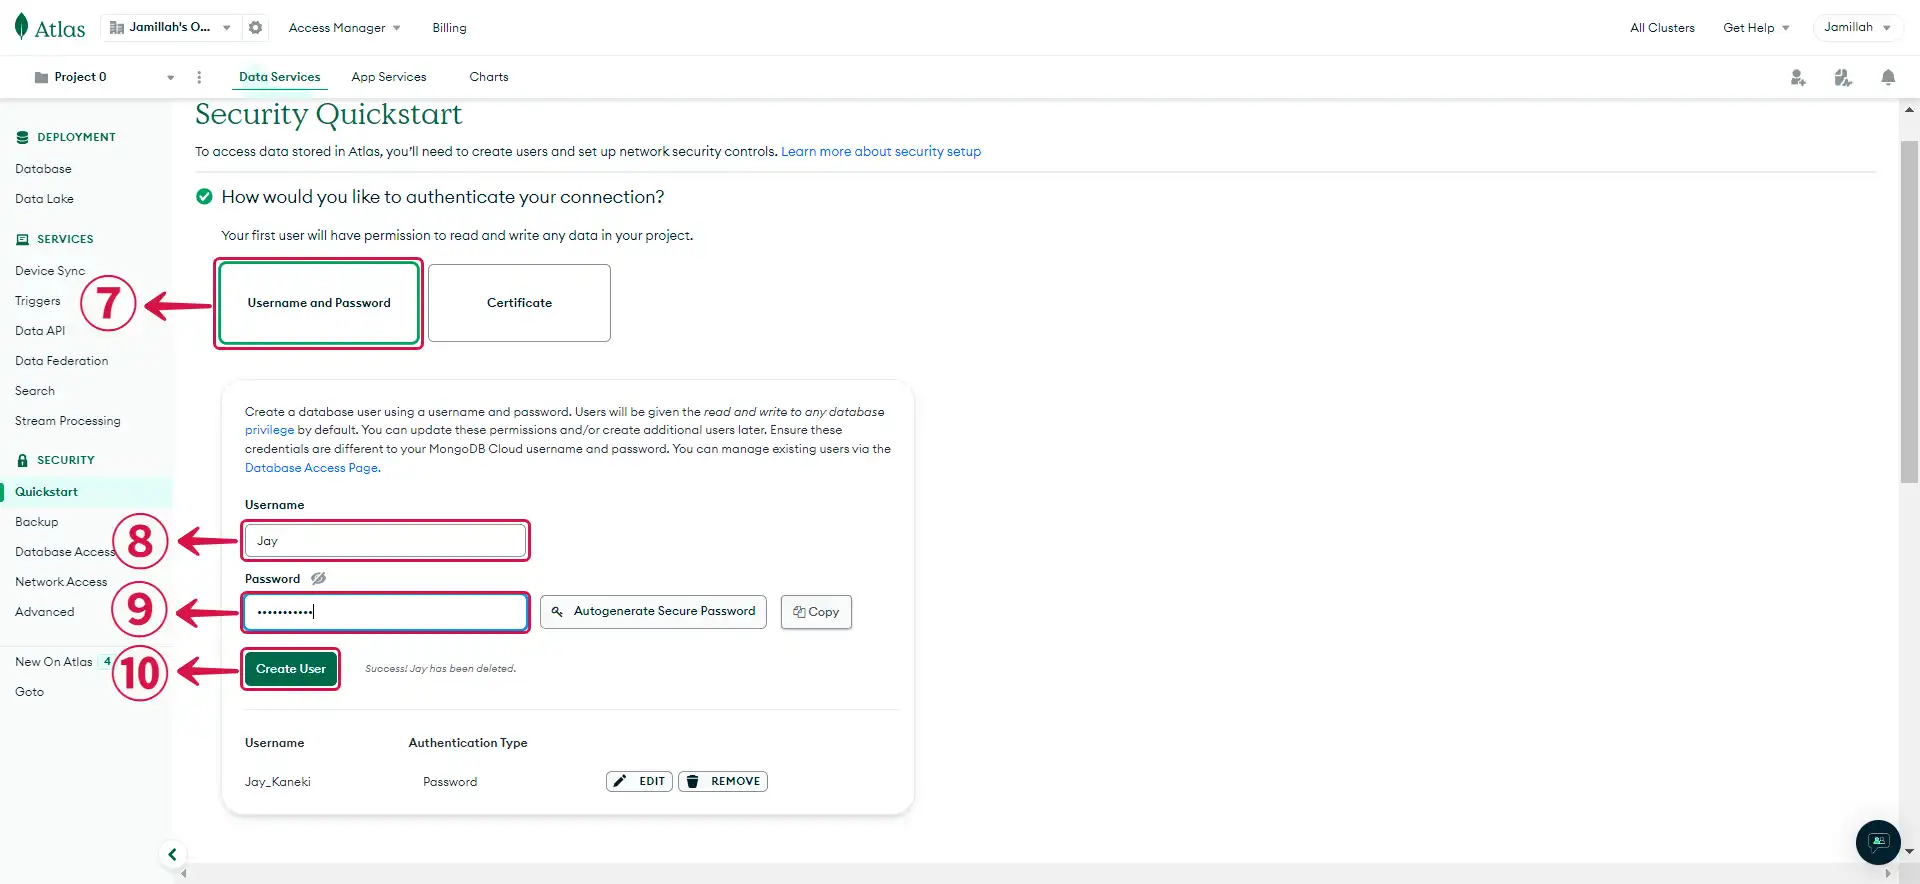 Atlas
Jamillah's O...
Access Manager
Billing
All Clusters
Get Help
Jamillah
Project 0
Data Services
App Services
Charts
Security Quickstart
To access data stored in Atlas, you'll need to create users and set up network security controls. Learn more about security setup
DEPLOYMENT
Database
Data Lake
SERVICES
Device Sync
Triggers
Data API
Data Federation
Search
Stream Processing
SECURITY
Quickstart
Backup
Database Access
Network Access
Advanced
New On Atlas 4
Goto
How would you like to authenticate your connection?
Your first user will have permission to read and write any data in your project.
7
Username and Password
Certificate
Create a database user using a username and password. Users will be given the read and write to any database
privilege by default. You can update these permissions and/or create additional users later. Ensure these
credentials are different to your MongoDB Cloud username and password. You can manage existing users via the
Database Access Page.
Username
8
Jay
Password
9
•••••••••••
Autogenerate Secure Password
Copy
10
Create User
Success! Jay has been deleted.
Username
Authentication Type
Jay_Kaneki
Password
EDIT
REMOVE